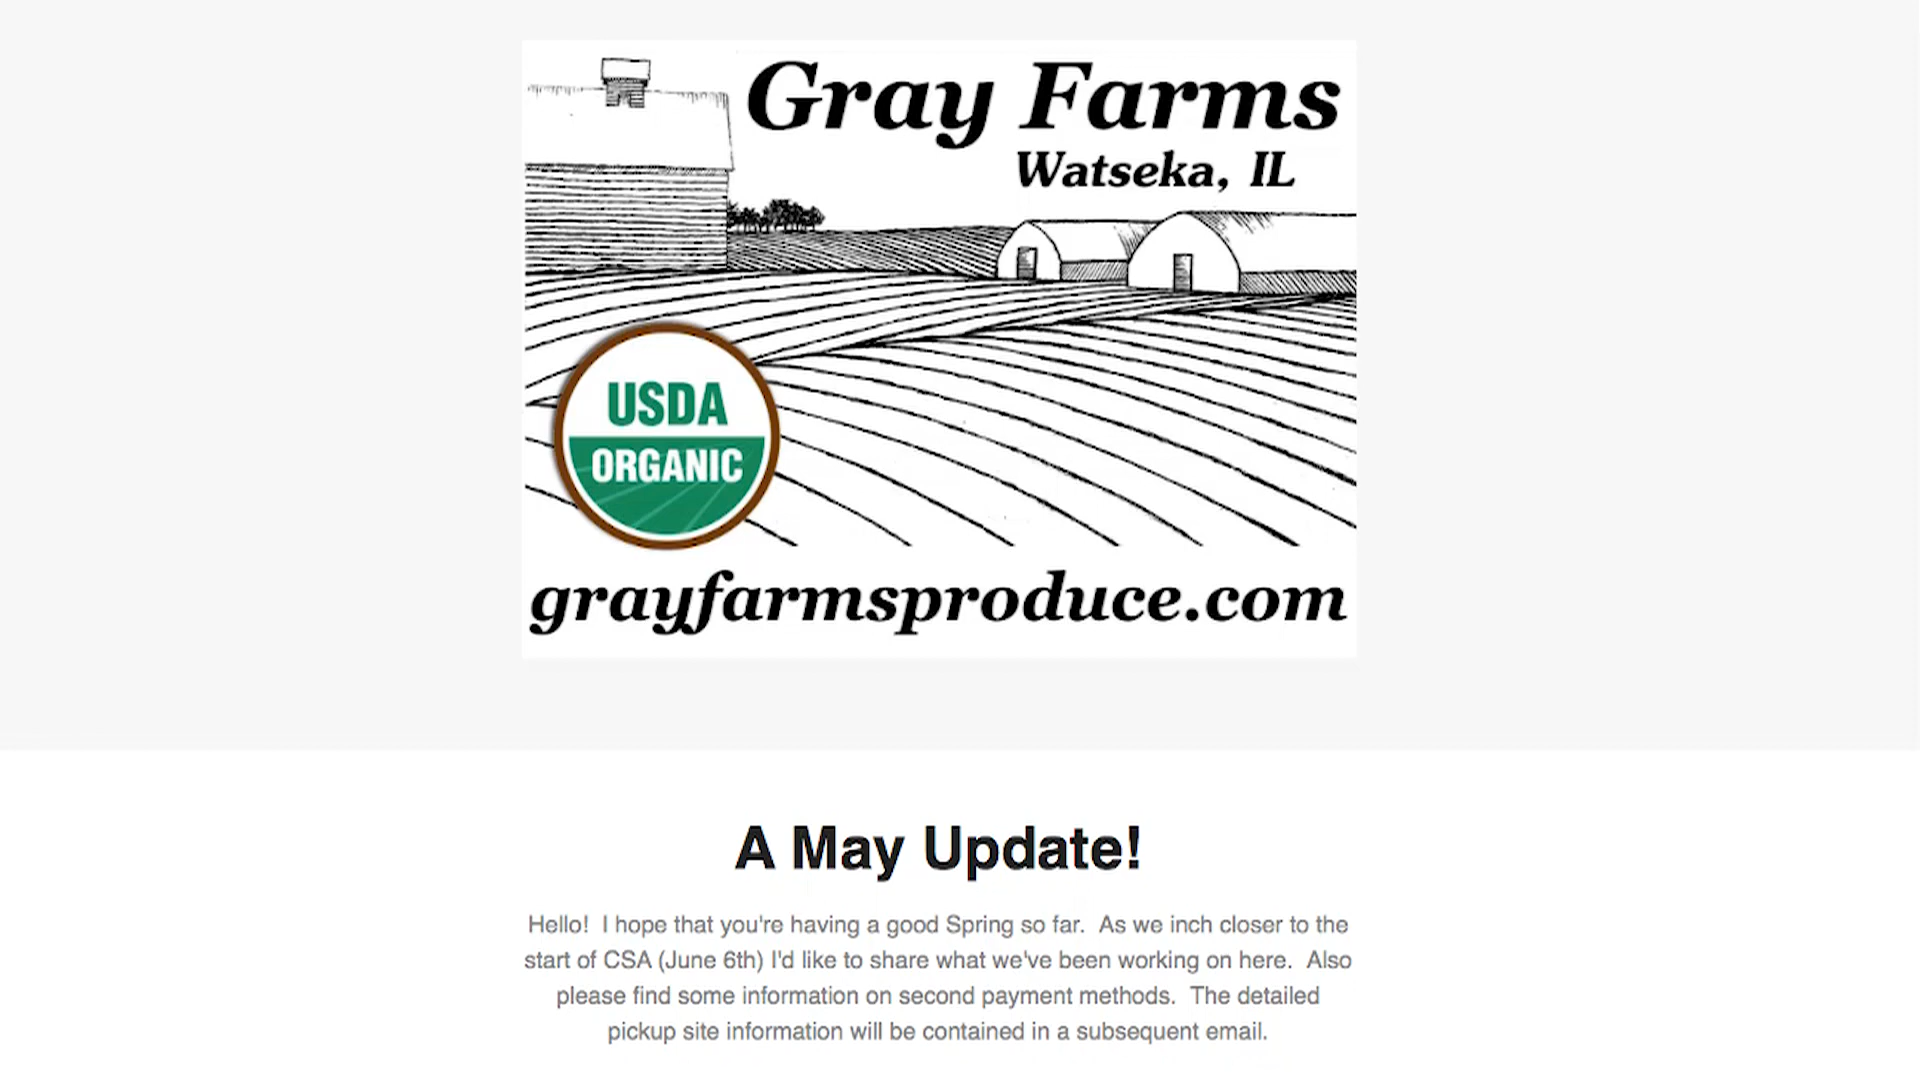 Gray Farms
Watseka, IL
USDA
ORGANIC
grayfarmsproduce.com
A May Update!
Hello!  I hope that you're having a good Spring so far.  As we inch closer to the
start of CSA (June 6th) I'd like to share what we've been working on here.  Also
please find some information on second payment methods.  The detailed
pickup site information will be contained in a subsequent email.